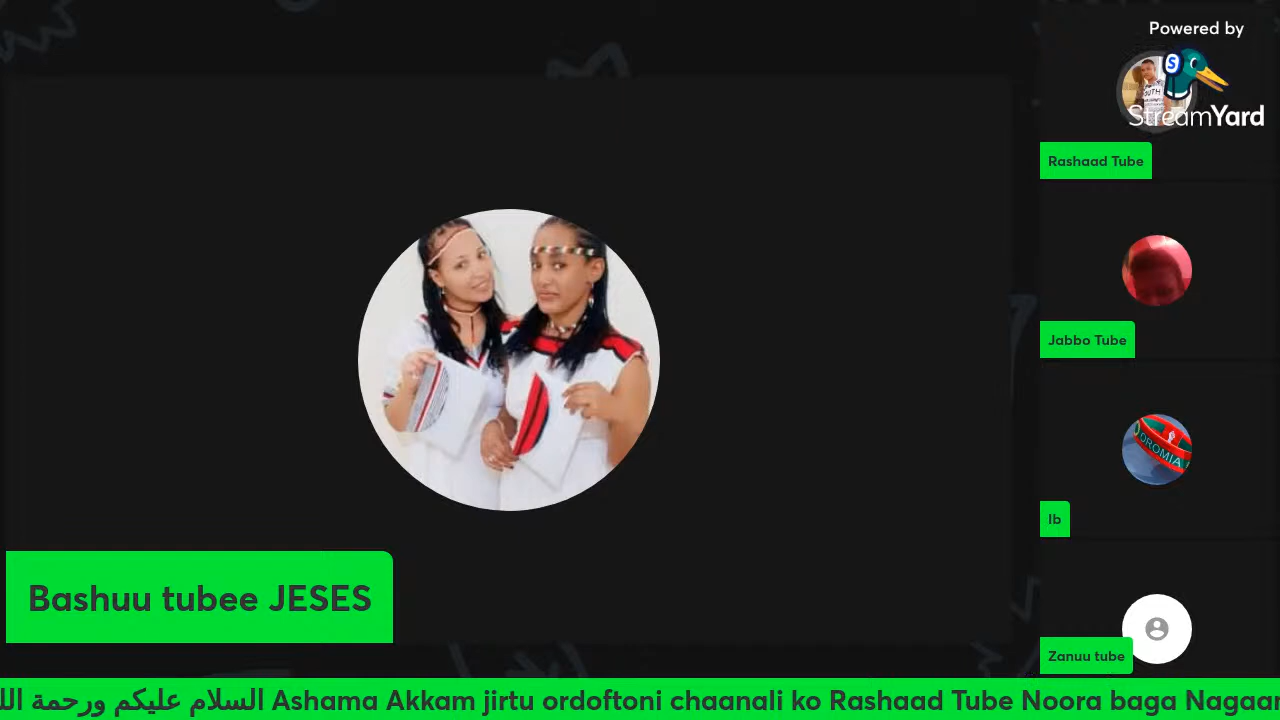 Powered by
StreamYard
Rashaad Tube
Jabbo Tube
OROMIA
Ib
Bashuu tubee JESES
Zanuu tube
السلام عليكم ورحمة Ashama Akkam jirtu ordoftoni chaanali ko Rashaad Tube Noora baga